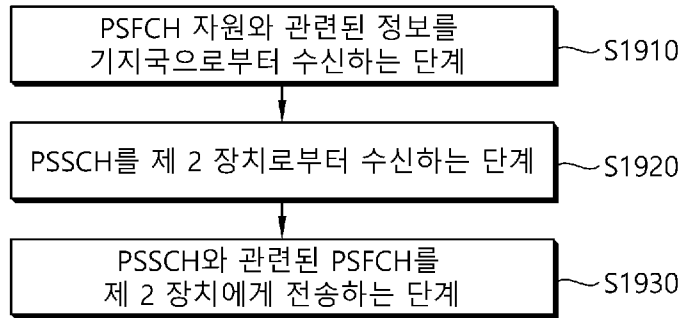 PSFCH 자원와 관련된 정보를
기지국으로부터 수신하는 단계
S1910
PSSCH를 제 2 장치로부터 수신하는 단계
S1920
PSSCH와 관련된 PSFCH를
제 2 장치에게 전송하는 단계
S1930